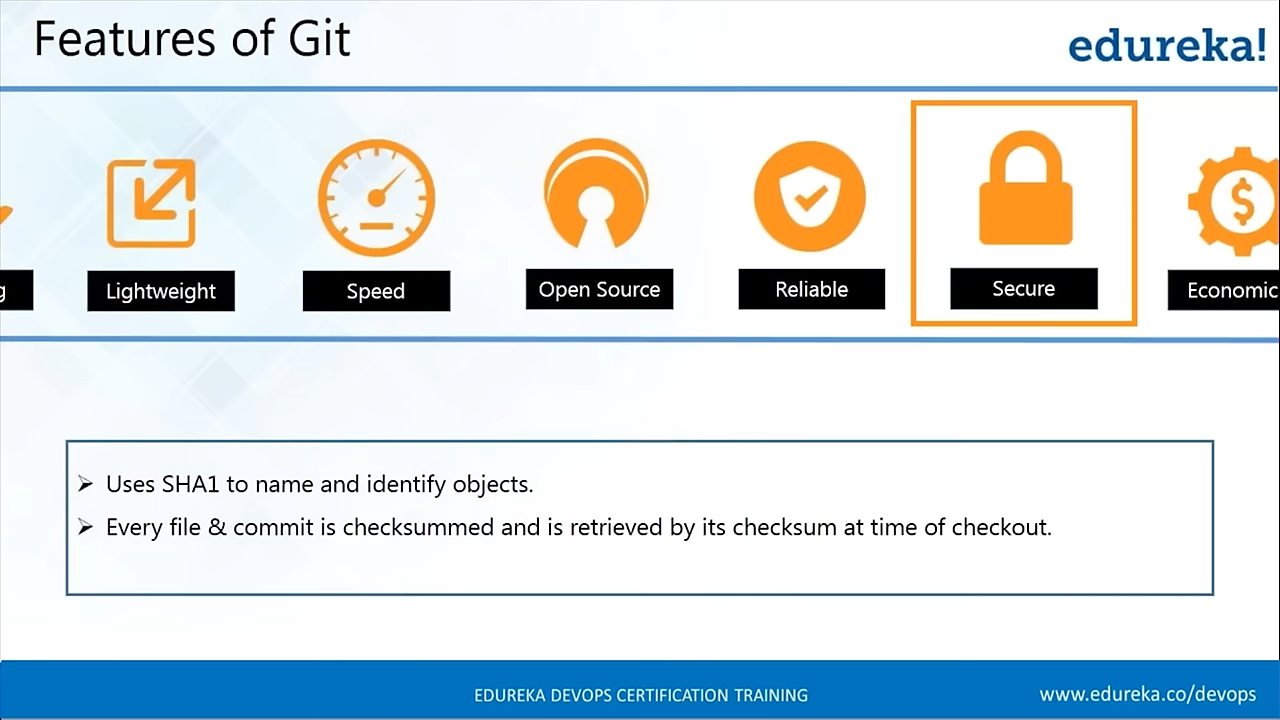 Features of Git
edureka!
g
Lightweight
Speed
Open Source
Reliable
Secure
Economic
Uses SHA1 to name and identify objects.
Every file & commit is checksummed and is retrieved by its checksum at time of checkout.
EDUREKA DEVOPS CERTIFICATION TRAINING
www.edureka.co/devops